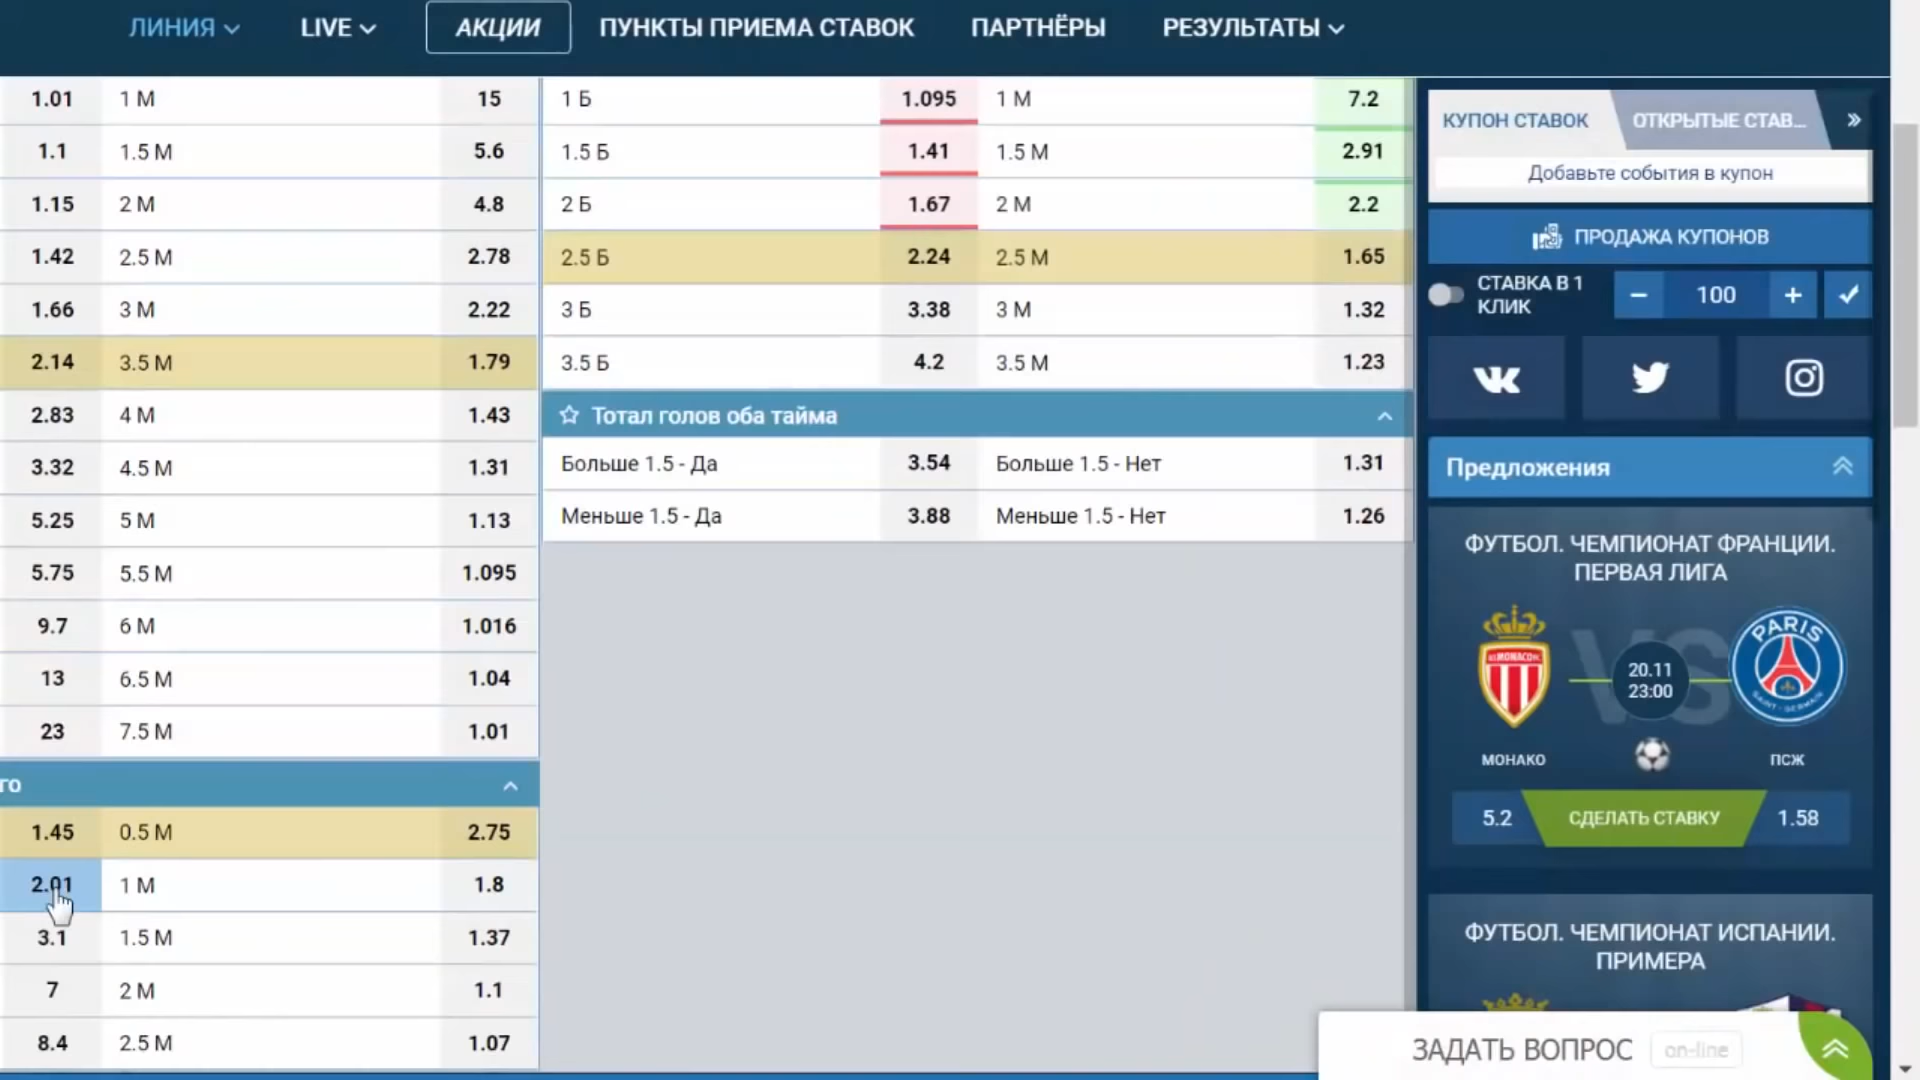 ЛИНИЯ LIVE АКЦИИ ПУНКТЫ ПРИЕМА СТАВОК ПАРТНЁРЫ РЕЗУЛЬТАТЫ
1.01 1 М 15
1.1 1.5 М 5.6
1.15 2 М 4.8
1.42 2.5 М 2.78
1.66 3 М 2.22
2.14 3.5 М 1.79
2.83 4 М 1.43
3.32 4.5 М 1.31
5.25 5 М 1.13
5.75 5.5 М 1.095
9.7 6 М 1.016
13 6.5 М 1.04
23 7.5 М 1.01
го
1.45 0.5 М 2.75
2.01 1 М 1.8
3.1 1.5 М 1.37
7 2 М 1.1
8.4 2.5 М 1.07
1 Б 1.095 1 М 7.2
1.5 Б 1.41 1.5 М 2.91
2 Б 1.67 2 М 2.2
2.5 Б 2.24 2.5 М 1.65
3 Б 3.38 3 М 1.32
3.5 Б 4.2 3.5 М 1.23
Тотал голов оба тайма
Больше 1.5 - Да 3.54 Больше 1.5 - Нет 1.31
Меньше 1.5 - Да 3.88 Меньше 1.5 - Нет 1.26
КУПОН СТАВОК ОТКРЫТЫЕ СТАВ... »
Добавьте события в купон
ПРОДАЖА КУПОНОВ
СТАВКА В 1
КЛИК
− 100 +
Предложения
ФУТБОЛ. ЧЕМПИОНАТ ФРАНЦИИ.
ПЕРВАЯ ЛИГА
AS MONACO FC
VS
PARIS
SAINT-GERMAIN
20.11
23:00
МОНАКО ПСЖ
5.2 СДЕЛАТЬ СТАВКУ 1.58
ФУТБОЛ. ЧЕМПИОНАТ ИСПАНИИ.
ПРИМЕРА
ЗАДАТЬ ВОПРОС on-line